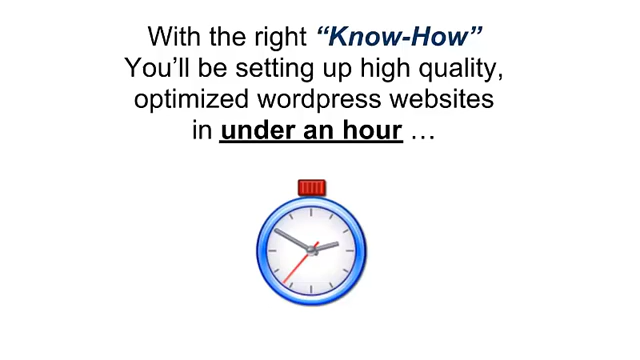 With the right “Know-How”
You’ll be setting up high quality,
optimized wordpress websites
in under an hour …